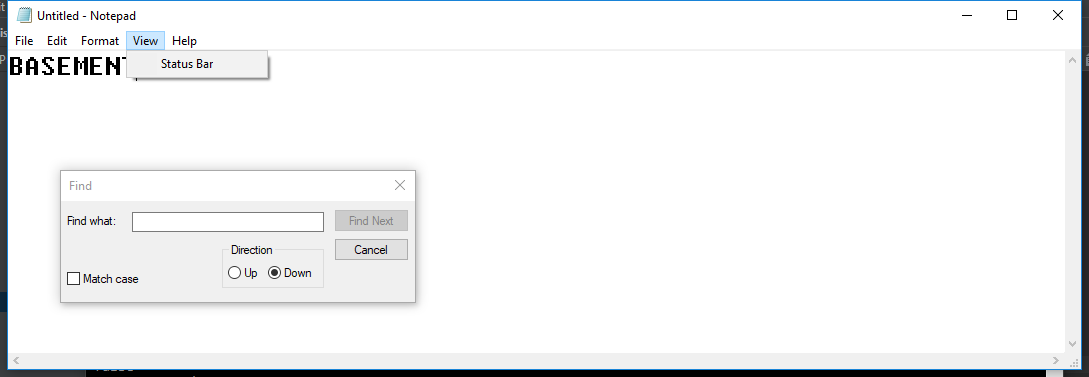 Untitled - Notepad
File Edit Format View Help
Status Bar
BASEMENT
Find
Find what:
Find Next
Direction
Cancel
Up Down
Match case